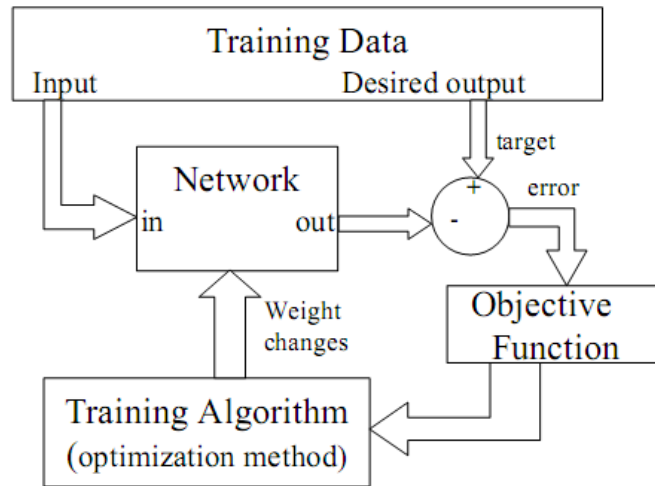 Training Data
Input
Desired output
target
Network
in
out
+
-
error
Weight
changes
Objective
Function
Training Algorithm
(optimization method)